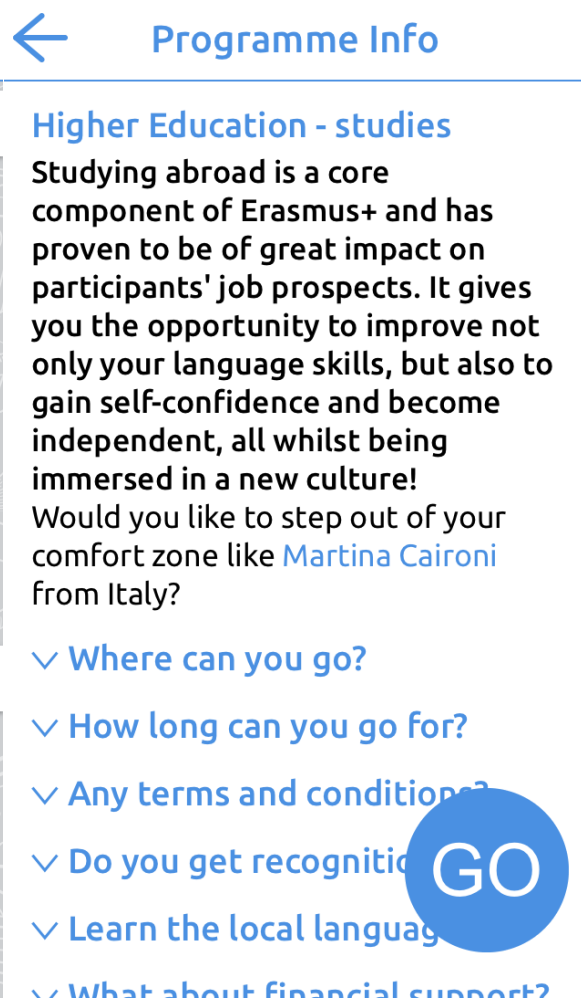 Programme Info
Higher Education - studies
Studying abroad is a core
component of Erasmus+ and has
proven to be of great impact on
participants' job prospects. It gives
you the opportunity to improve not
only your language skills, but also to
gain self-confidence and become
independent, all whilst being
immersed in a new culture!
Would you like to step out of your
comfort zone like Martina Caironi
from Italy?
Where can you go?
How long can you go for?
Any terms and conditions?
Do you get
Learn the local
GO
What about financial support?